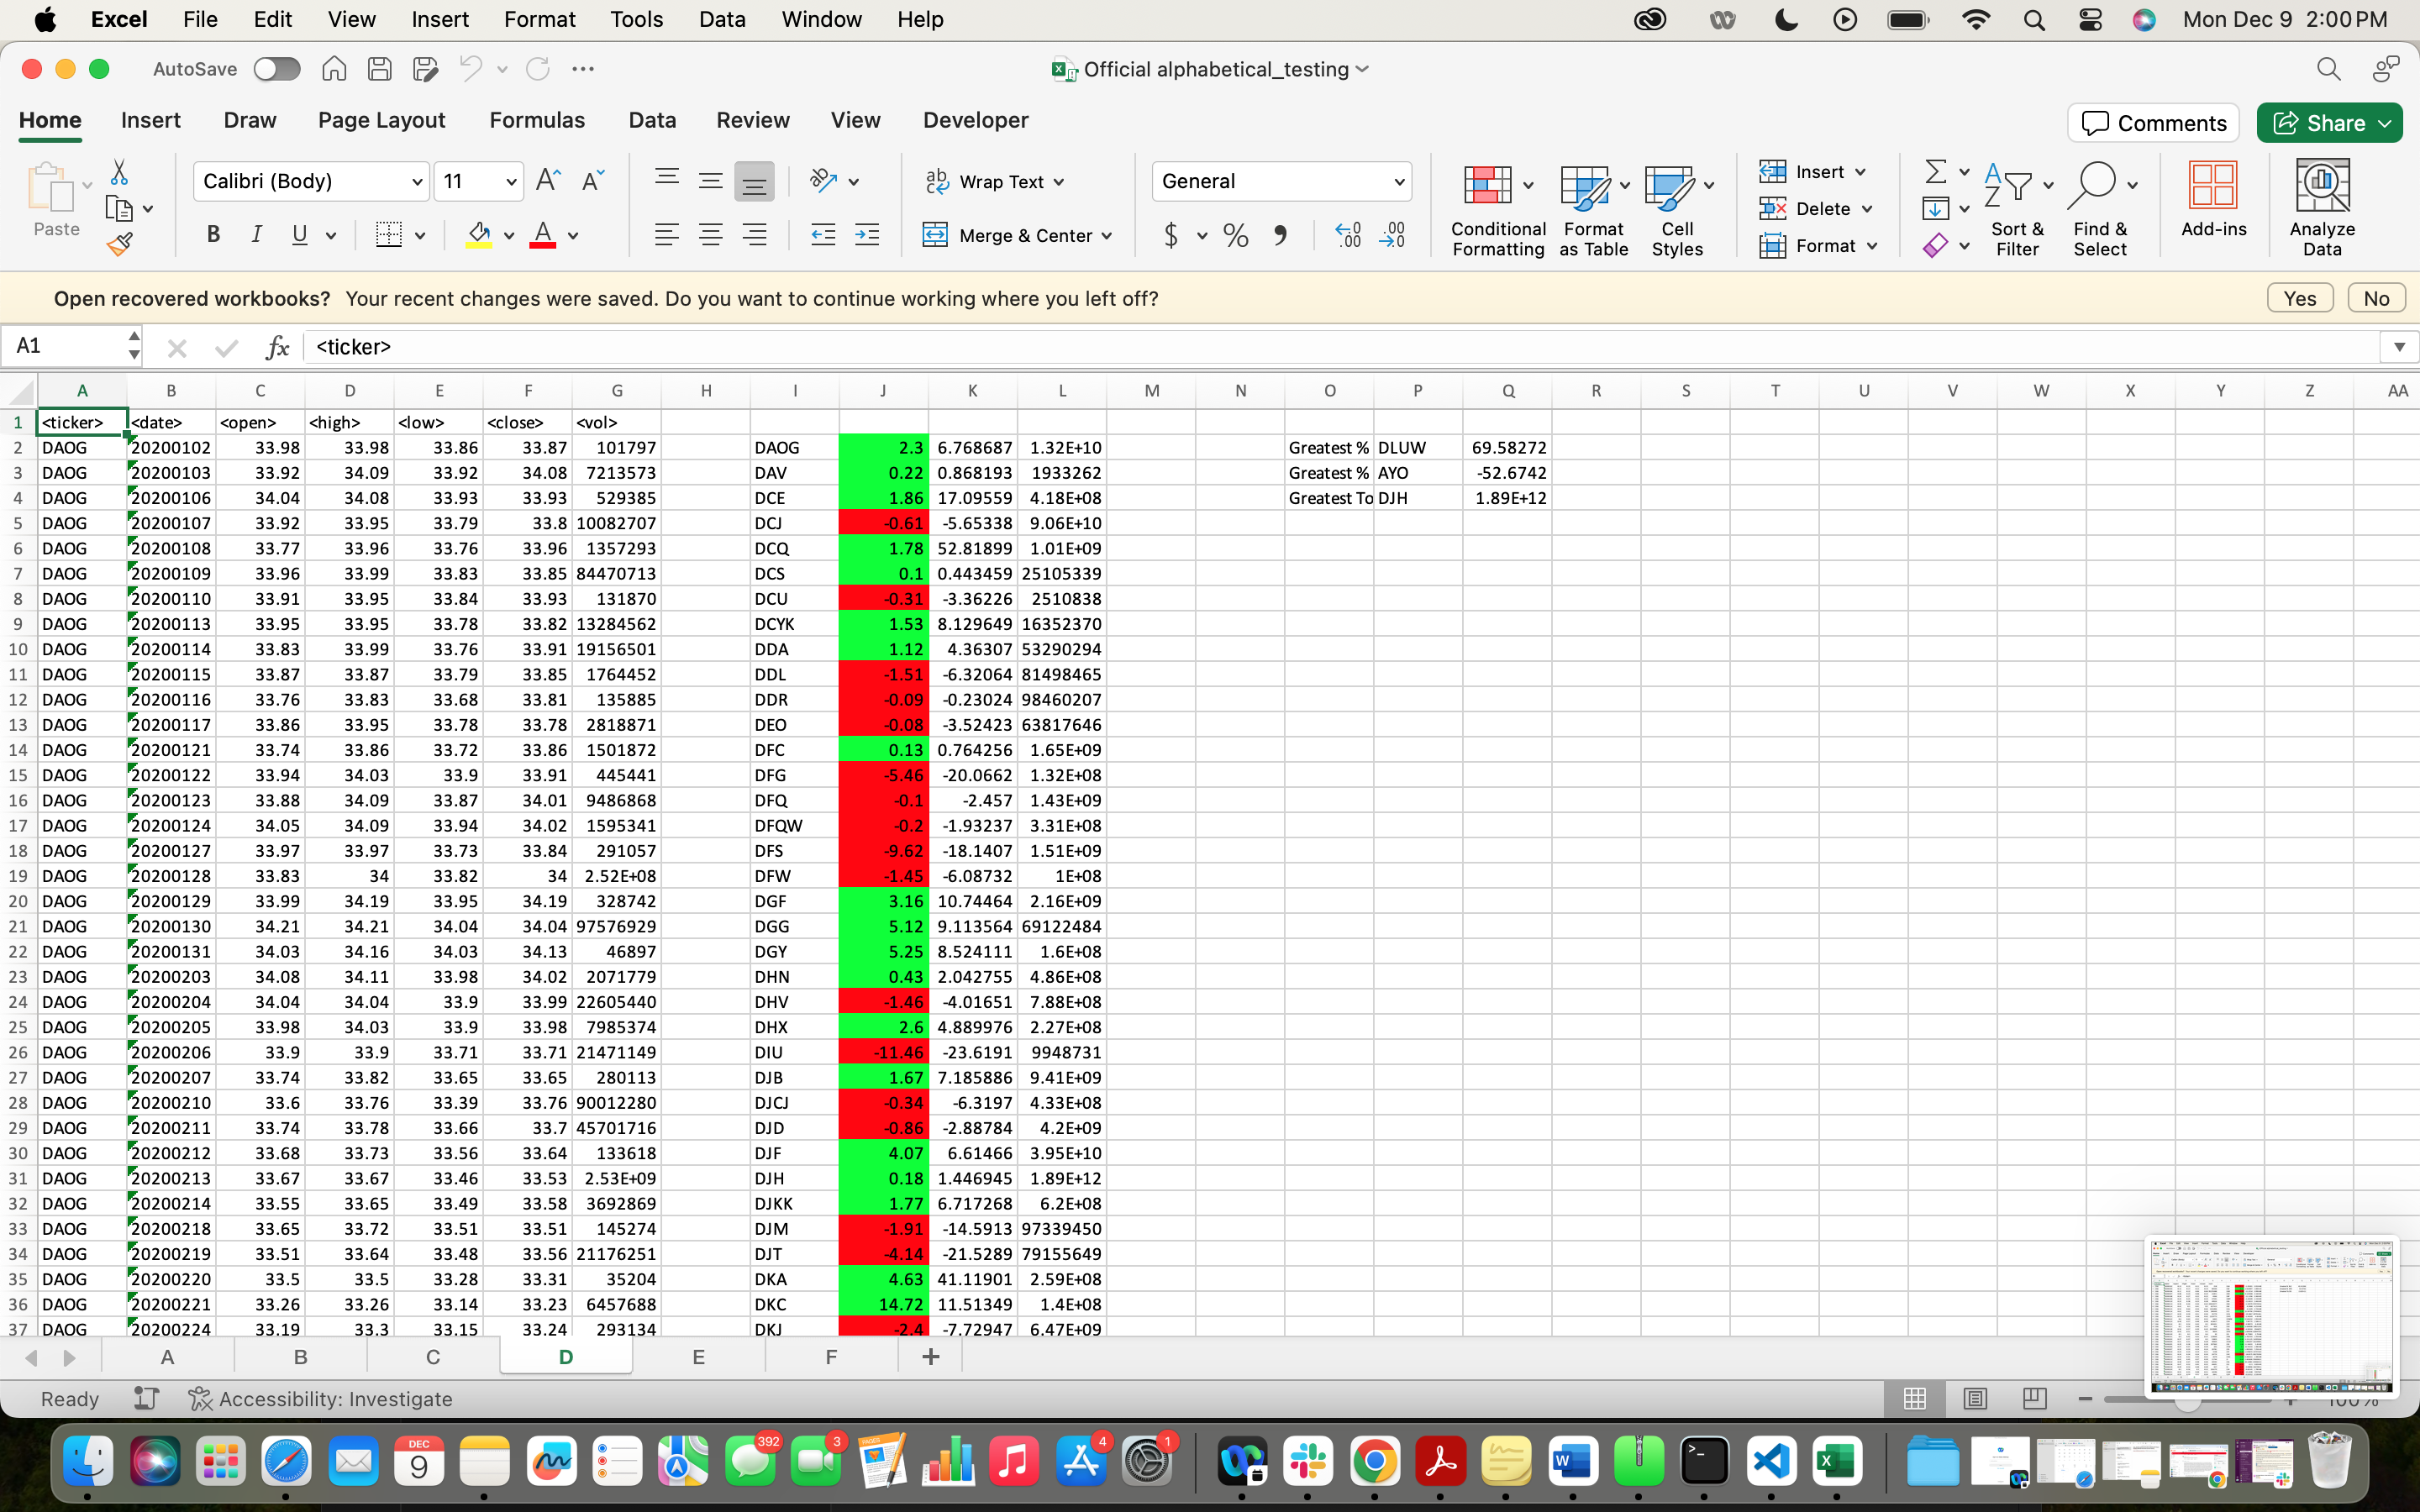 Excel File Edit View Insert Format Tools Data Window Help Mon Dec 9 2:00 PM
AutoSave Official alphabetical_testing
Home Insert Draw Page Layout Formulas Data Review View Developer Comments Share
Paste Calibri (Body) 11 Wrap Text General Insert
Delete
B I U Merge & Center $ % Conditional Formatting Format as Table Cell Styles Format Sort & Filter Find & Select Add-ins Analyze Data
Open recovered workbooks? Your recent changes were saved. Do you want to continue working where you left off? Yes No
A1 fx <ticker>
A B C D E F G H I J K L M N O P Q R S T U V W X Y Z AA
1 <ticker> <date> <open> <high> <low> <close> <vol>
2 DAOG 20200102 33.98 33.98 33.86 33.87 101797 DAOG 2.3 6.768687 1.32E+10 Greatest % DLUW 69.58272
3 DAOG 20200103 33.92 34.09 33.92 34.08 7213573 DAV 0.22 0.868193 1933262 Greatest % AYO -52.6742
4 DAOG 20200106 34.04 34.08 33.93 33.93 529385 DCE 1.86 17.09559 4.18E+08 Greatest To DJH 1.89E+12
5 DAOG 20200107 33.92 33.95 33.79 33.8 10082707 DCJ -0.61 -5.65338 9.06E+10
6 DAOG 20200108 33.77 33.96 33.76 33.96 1357293 DCQ 1.78 52.81899 1.01E+09
7 DAOG 20200109 33.96 33.99 33.83 33.85 84470713 DCS 0.1 0.443459 25105339
8 DAOG 20200110 33.91 33.95 33.84 33.93 131870 DCU -0.31 -3.36226 2510838
9 DAOG 20200113 33.95 33.95 33.78 33.82 13284562 DCYK 1.53 8.129649 16352370
10 DAOG 20200114 33.83 33.99 33.76 33.91 19156501 DDA 1.12 4.36307 53290294
11 DAOG 20200115 33.87 33.87 33.79 33.85 1764452 DDL -1.51 -6.32064 81498465
12 DAOG 20200116 33.76 33.83 33.68 33.81 135885 DDR -0.09 -0.23024 98460207
13 DAOG 20200117 33.86 33.95 33.78 33.78 2818871 DEO -0.08 -3.52423 63817646
14 DAOG 20200121 33.74 33.86 33.72 33.86 1501872 DFC 0.13 0.764256 1.65E+09
15 DAOG 20200122 33.94 34.03 33.9 33.91 445441 DFG -5.46 -20.0662 1.32E+08
16 DAOG 20200123 33.88 34.09 33.87 34.01 9486868 DFQ -0.1 -2.457 1.43E+09
17 DAOG 20200124 34.05 34.09 33.94 34.02 1595341 DFQW -0.2 -1.93237 3.31E+08
18 DAOG 20200127 33.97 33.97 33.73 33.84 291057 DFS -9.62 -18.1407 1.51E+09
19 DAOG 20200128 33.83 34 33.82 34 2.52E+08 DFW -1.45 -6.08732 1E+08
20 DAOG 20200129 33.99 34.19 33.95 34.19 328742 DGF 3.16 10.74464 2.16E+09
21 DAOG 20200130 34.21 34.21 34.04 34.04 97576929 DGG 5.12 9.113564 69122484
22 DAOG 20200131 34.03 34.16 34.03 34.13 46897 DGY 5.25 8.524111 1.6E+08
23 DAOG 20200203 34.08 34.11 33.98 34.02 2071779 DHN 0.43 2.042755 4.86E+08
24 DAOG 20200204 34.04 34.04 33.9 33.99 22605440 DHV -1.46 -4.01651 7.88E+08
25 DAOG 20200205 33.98 34.03 33.9 33.98 7985374 DHX 2.6 4.889976 2.27E+08
26 DAOG 20200206 33.9 33.9 33.71 33.71 21471149 DIU -11.46 -23.6191 9948731
27 DAOG 20200207 33.74 33.82 33.65 33.65 280113 DJB 1.67 7.185886 9.41E+09
28 DAOG 20200210 33.6 33.76 33.39 33.76 90012280 DJCJ -0.34 -6.3197 4.33E+08
29 DAOG 20200211 33.74 33.78 33.66 33.7 45701716 DJD -0.86 -2.88784 4.2E+09
30 DAOG 20200212 33.68 33.73 33.56 33.64 133618 DJF 4.07 6.61466 3.95E+10
31 DAOG 20200213 33.67 33.67 33.46 33.53 2.53E+09 DJH 0.18 1.446945 1.89E+12
32 DAOG 20200214 33.55 33.65 33.49 33.58 3692869 DJKK 1.77 6.717268 6.2E+08
33 DAOG 20200218 33.65 33.72 33.51 33.51 145274 DJM -1.91 -14.5913 97339450
34 DAOG 20200219 33.51 33.64 33.48 33.56 21176251 DJT -4.14 -21.5289 79155649
35 DAOG 20200220 33.5 33.5 33.28 33.31 35204 DKA 4.63 41.11901 2.59E+08
36 DAOG 20200221 33.26 33.26 33.14 33.23 6457688 DKC 14.72 11.51349 1.4E+08
37 DAOG 20200224 33.19 33.3 33.15 33.24 293134 DKJ -2.4 -7.72947 6.47E+09
A B C D E F +
Ready Accessibility: Investigate 100%
DEC 9 392 3 4 1